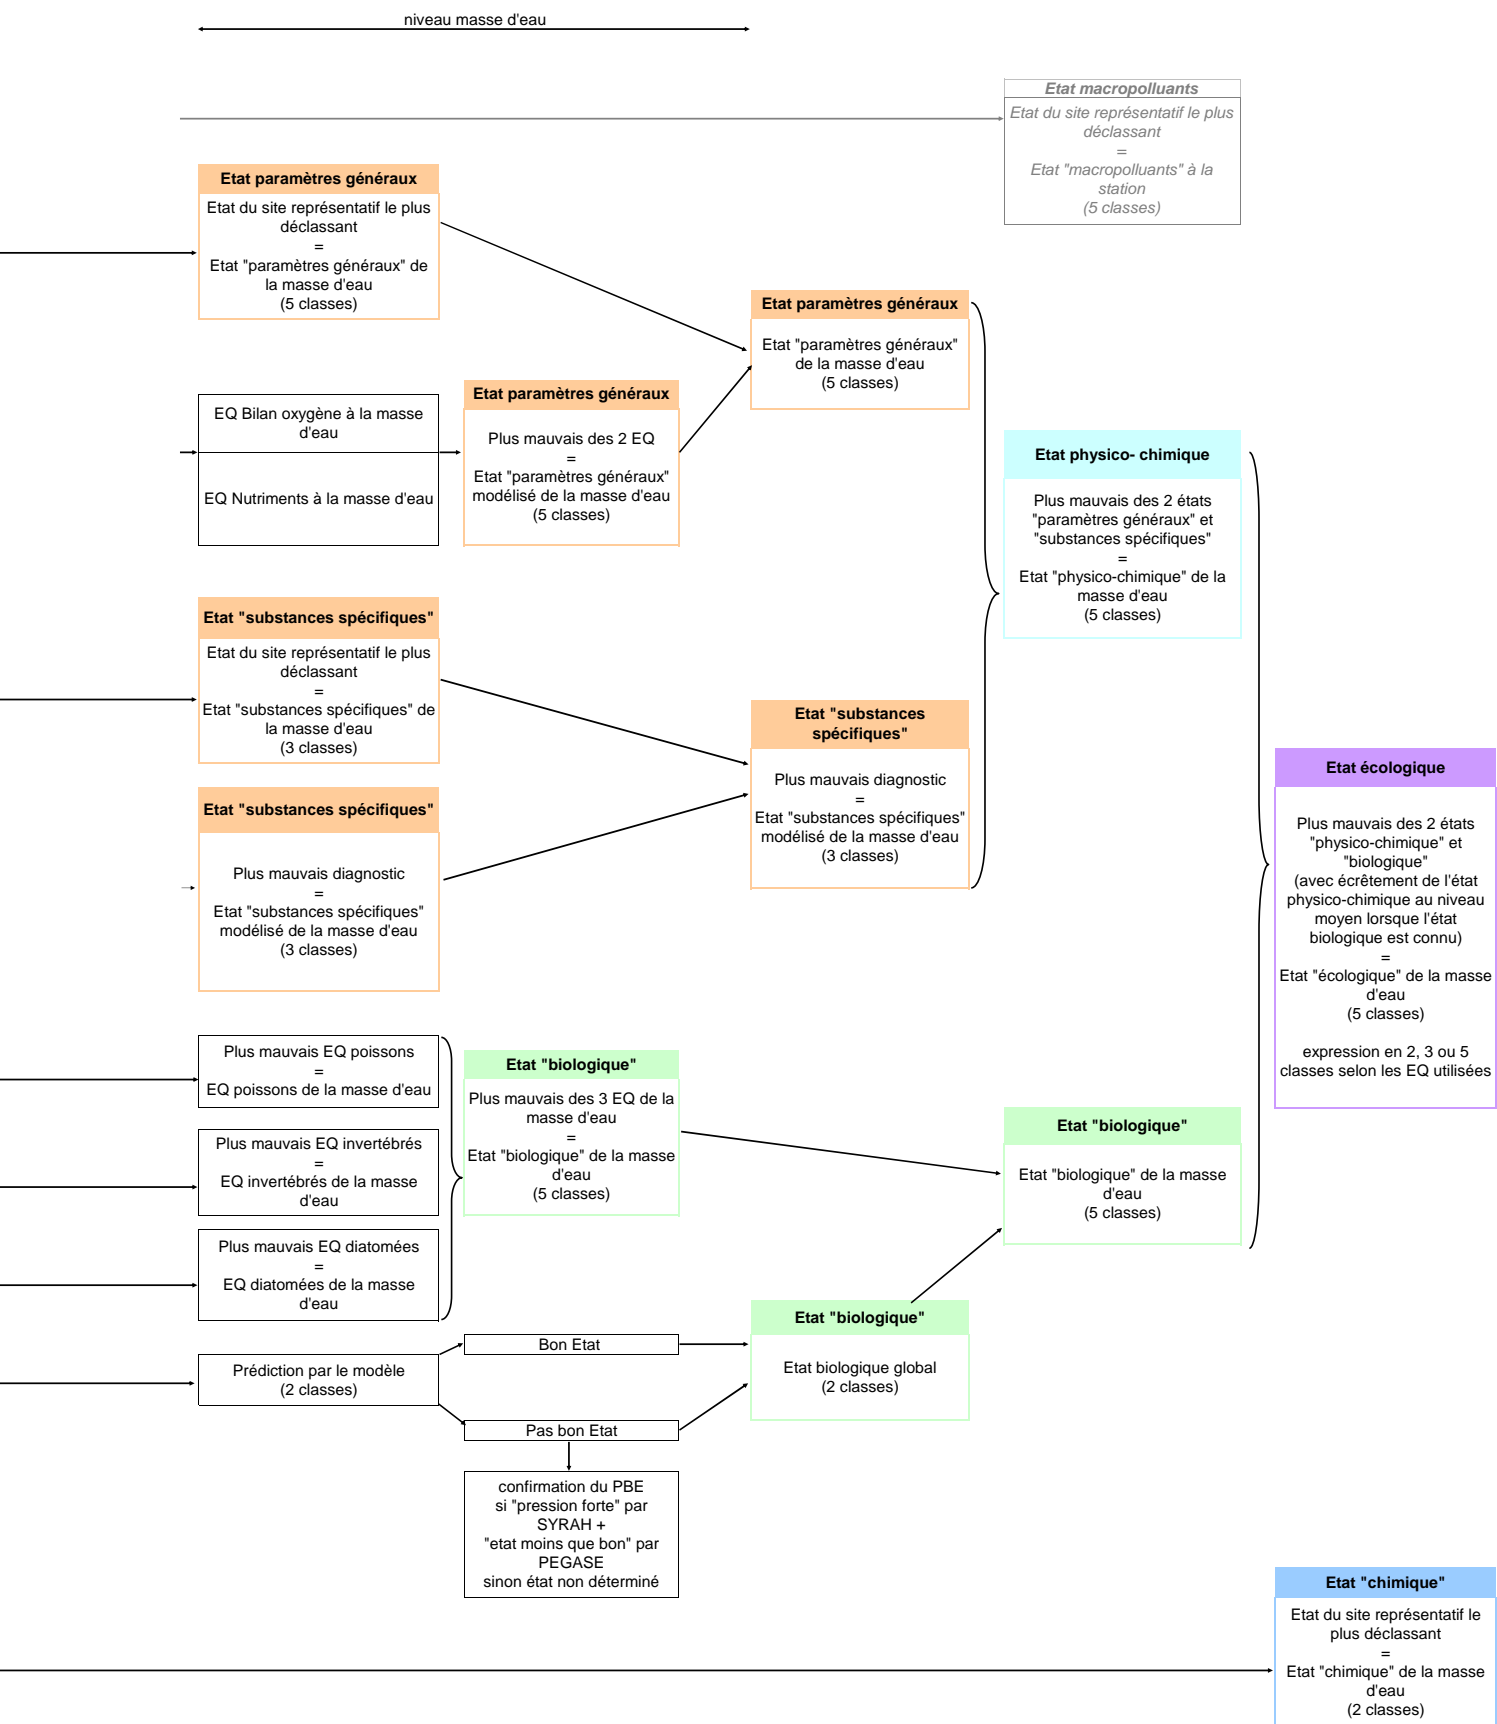 niveau masse d'eau
Etat macropolluants
Etat du site représentatif le plus
déclassant
=
Etat "macropolluants" à la
station
(5 classes)
Etat paramètres généraux
Etat du site représentatif le plus
déclassant
=
Etat "paramètres généraux" de
la masse d'eau
(5 classes)
Etat paramètres généraux
Etat "paramètres généraux"
de la masse d'eau
(5 classes)
EQ Bilan oxygène à la masse
d'eau
EQ Nutriments à la masse d'eau
Etat paramètres généraux
Plus mauvais des 2 EQ
=
Etat "paramètres généraux"
modélisé de la masse d'eau
(5 classes)
Etat physico- chimique
Plus mauvais des 2 états
"paramètres généraux" et
"substances spécifiques"
=
Etat "physico-chimique" de la
masse d'eau
(5 classes)
Etat "substances spécifiques"
Etat du site représentatif le plus
déclassant
=
Etat "substances spécifiques" de
la masse d'eau
(3 classes)
Etat "substances
spécifiques"
Plus mauvais diagnostic
=
Etat "substances spécifiques"
modélisé de la masse d'eau
(3 classes)
Etat "substances spécifiques"
Plus mauvais diagnostic
=
Etat "substances spécifiques"
modélisé de la masse d'eau
(3 classes)
Etat écologique
Plus mauvais des 2 états
"physico-chimique" et
"biologique"
(avec écrêtement de l'état
physico-chimique au niveau
moyen lorsque l'état
biologique est connu)
=
Etat "écologique" de la masse
d'eau
(5 classes)
expression en 2, 3 ou 5
classes selon les EQ utilisées
Plus mauvais EQ poissons
=
EQ poissons de la masse d'eau
Plus mauvais EQ invertébrés
=
EQ invertébrés de la masse
d'eau
Plus mauvais EQ diatomées
=
EQ diatomées de la masse
d'eau
Etat "biologique"
Plus mauvais des 3 EQ de la
masse d'eau
=
Etat "biologique" de la masse
d'eau
(5 classes)
Etat "biologique"
Etat "biologique" de la masse
d'eau
(5 classes)
Etat "biologique"
Etat biologique global
(2 classes)
Prédiction par le modèle
(2 classes)
Bon Etat
Pas bon Etat
confirmation du PBE
si "pression forte" par
SYRAH +
"etat moins que bon" par
PEGASE
sinon état non déterminé
Etat "chimique"
Etat du site représentatif le
plus déclassant
=
Etat "chimique" de la masse
d'eau
(2 classes)